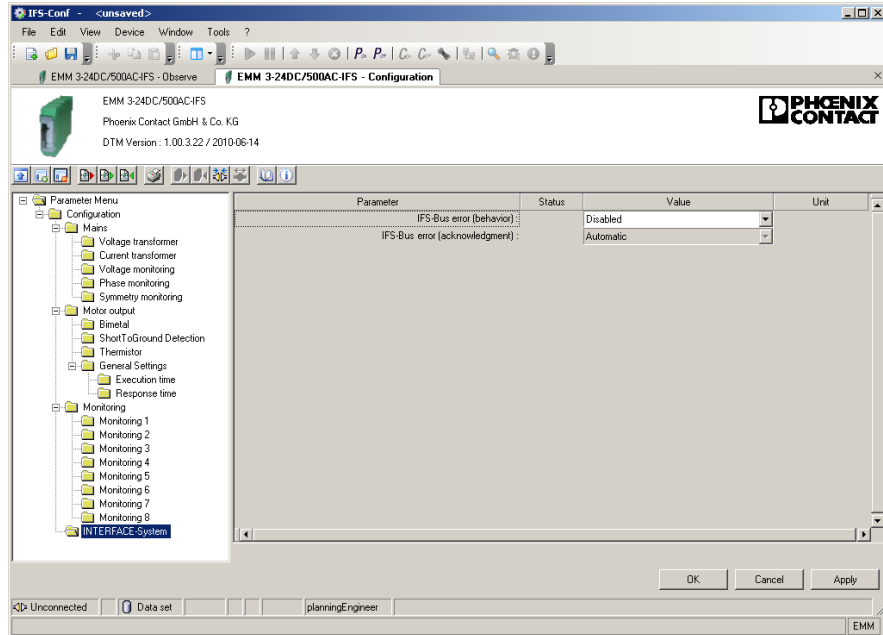 IFS-Conf - <unsaved>
File Edit View Device Window Tools ?
EMM 3-24DC/500AC-IFS - Observe EMM 3-24DC/500AC-IFS - Configuration
EMM 3-24DC/500AC-IFS
Phoenix Contact GmbH & Co. KG
DTM Version : 1.00.3.22 / 2010-06-14
PHŒNIX
CONTACT
Parameter Menu
Configuration
Mains
Voltage transformer
Current transformer
Voltage monitoring
Phase monitoring
Symmetry monitoring
Motor output
Bimetal
ShortToGround Detection
Thermistor
General Settings
Execution time
Response time
Monitoring
Monitoring 1
Monitoring 2
Monitoring 3
Monitoring 4
Monitoring 5
Monitoring 6
Monitoring 7
Monitoring 8
INTERFACE-System
Parameter Status Value Unit
IFS-Bus error (behavior) : Disabled
IFS-Bus error (acknowledgment) : Automatic
OK Cancel Apply
Unconnected Data set planningEngineer
EMM